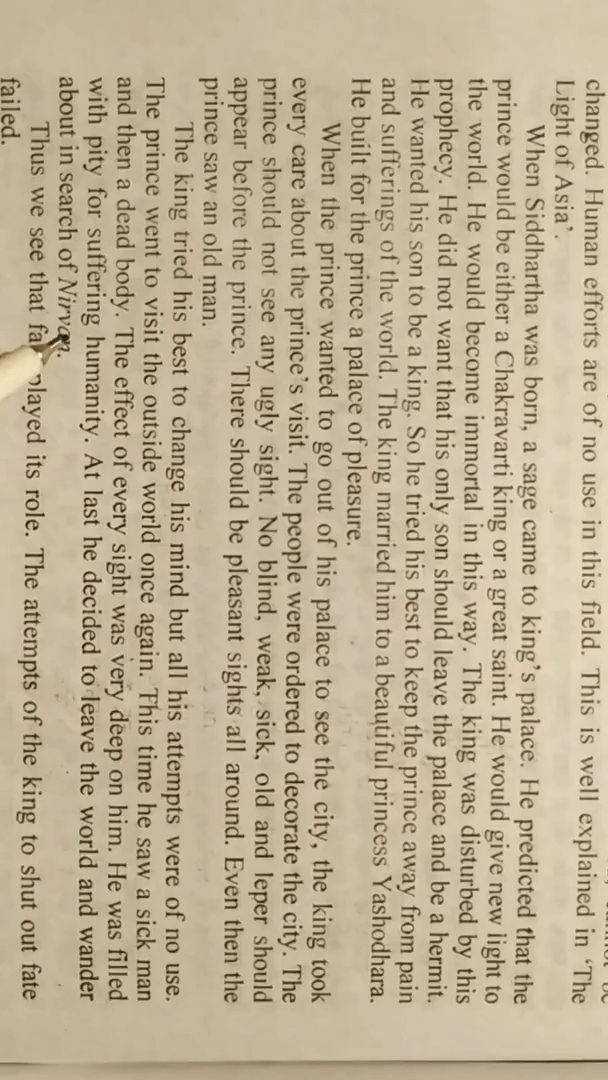 changed. Human efforts are of no use in this field. This is well explained in ‘The
Light of Asia’.
When Siddhartha was born, a sage came to king’s palace. He predicted that the
prince would be either a Chakravarti king or a great saint. He would give new light to
the world. He would become immortal in this way. The king was disturbed by this
prophecy. He did not want that his only son should leave the palace and be a hermit.
He wanted his son to be a king. So he tried his best to keep the prince away from pain
and sufferings of the world. The king married him to a beautiful princess Yashodhara.
He built for the prince a palace of pleasure.
When the prince wanted to go out of his palace to see the city, the king took
every care about the prince’s visit. The people were ordered to decorate the city. The
prince should not see any ugly sight. No blind, weak, sick, old and leper should
appear before the prince. There should be pleasant sights all around. Even then the
prince saw an old man.
The king tried his best to change his mind but all his attempts were of no use.
The prince went to visit the outside world once again. This time he saw a sick man
and then a dead body. The effect of every sight was very deep on him. He was filled
with pity for suffering humanity. At last he decided to leave the world and wander
about in search of
Thus we see that played its role. The attempts of the king to shut out fate
failed.